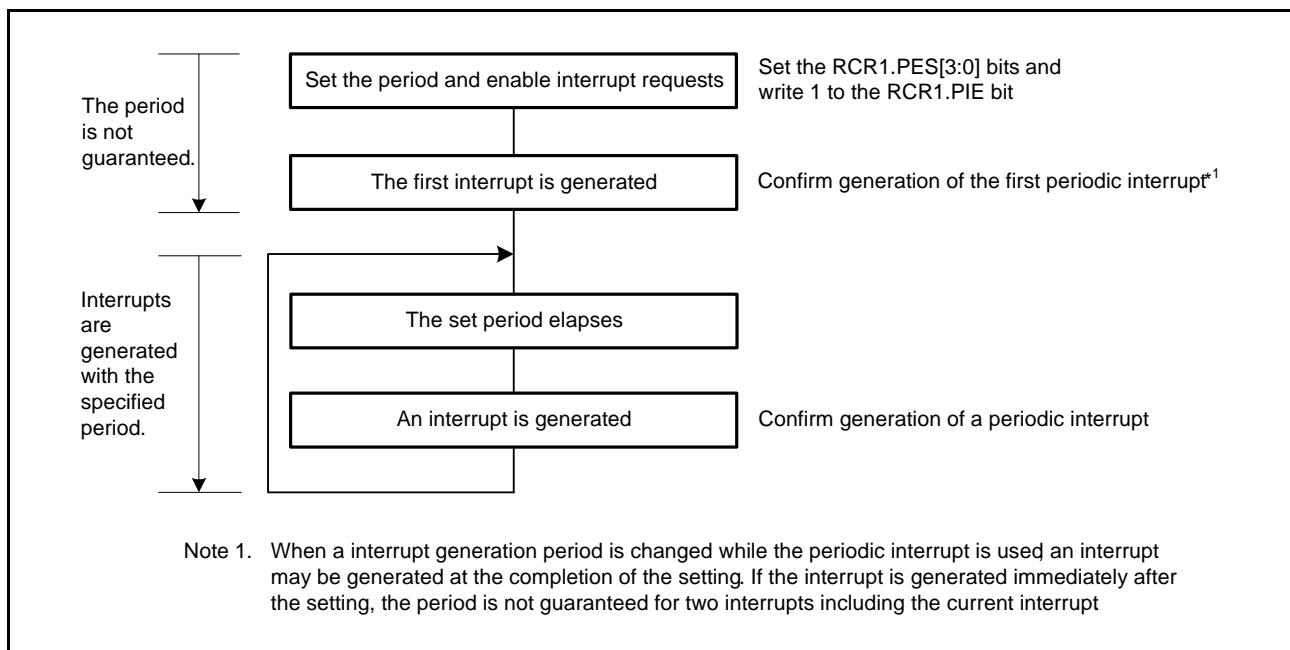 Set the period and enable interrupt requests
Set the RCR1.PES[3:0] bits and
write 1 to the RCR1.PIE bit
The period
is not
guaranteed.
The first interrupt is generated
Confirm generation of the first periodic interrupt*1
Interrupts
are
generated
with the
specified
period.
The set period elapses
An interrupt is generated
Confirm generation of a periodic interrupt
Note 1. When a interrupt generation period is changed while the periodic interrupt is used, an interrupt
may be generated at the completion of the setting. If the interrupt is generated immediately after
the setting, the period is not guaranteed for two interrupts including the current interrupt.